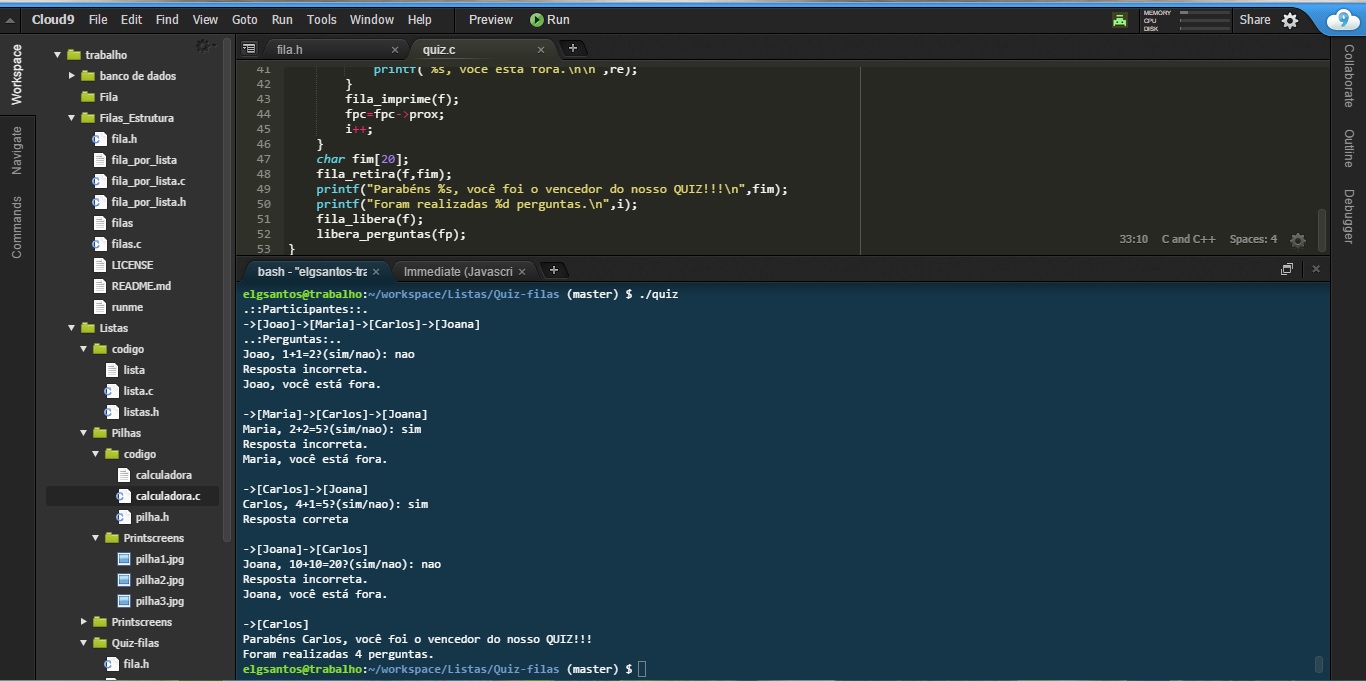 Cloud9 File Edit Find View Goto Run Tools Window Help Preview Run MEMORY CPU DISK Share 9
Workspace
Navigate
Commands
trabalho
banco de dados
Fila
Filas_Estrutura
fila.h
fila_por_lista
fila_por_lista.c
fila_por_lista.h
filas
filas.c
LICENSE
README.md
runme
Listas
codigo
lista
lista.c
listas.h
Pilhas
codigo
calculadora
calculadora.c
pilha.h
Printscreens
pilha1.jpg
pilha2.jpg
pilha3.jpg
Printscreens
Quiz-filas
fila.h
fila.h × quiz.c × +
41 printf( %s, você está fora.\n\n ,re);
42 }
43 fila_imprime(f);
44 fpc=fpc->prox;
45 i++;
46 }
47 char fim[20];
48 fila_retira(f,fim);
49 printf("Parabéns %s, você foi o vencedor do nosso QUIZ!!!\n",fim);
50 printf("Foram realizadas %d perguntas.\n",i);
51 fila_libera(f);
52 libera_perguntas(fp);
53 }
33:10 C and C++ Spaces: 4
bash - "elgsantos-tra × Immediate (Javascri × +
elgsantos@trabalho:~/workspace/Listas/Quiz-filas (master) $ ./quiz
.::Participantes::.
->[Joao]->[Maria]->[Carlos]->[Joana]
..:Perguntas:..
Joao, 1+1=2?(sim/nao): nao
Resposta incorreta.
Joao, você está fora.
->[Maria]->[Carlos]->[Joana]
Maria, 2+2=5?(sim/nao): sim
Resposta incorreta.
Maria, você está fora.
->[Carlos]->[Joana]
Carlos, 4+1=5?(sim/nao): sim
Resposta correta
->[Joana]->[Carlos]
Joana, 10+10=20?(sim/nao): nao
Resposta incorreta.
Joana, você está fora.
->[Carlos]
Parabéns Carlos, você foi o vencedor do nosso QUIZ!!!
Foram realizadas 4 perguntas.
elgsantos@trabalho:~/workspace/Listas/Quiz-filas (master) $
Collaborate
Outline
Debugger